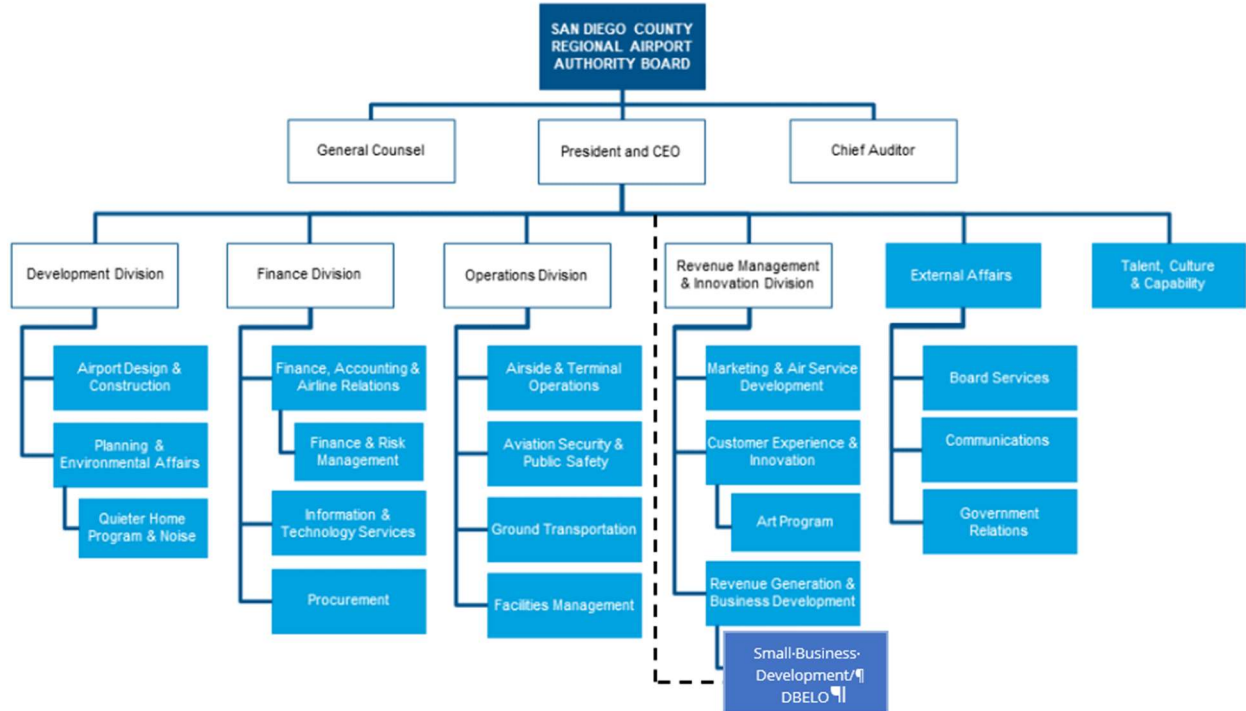 SAN DIEGO COUNTY
REGIONAL AIRPORT
AUTHORITY BOARD
General Counsel
President and CEO
Chief Auditor
Development Division
Finance Division
Operations Division
Revenue Management
& Innovation Division
External Affairs
Talent, Culture
& Capability
Airport Design &
Construction
Planning &
Environmental Affairs
Quieter Home
Program & Noise
Finance, Accounting &
Airline Relations
Finance & Risk
Management
Information &
Technology Services
Procurement
Airside & Terminal
Operations
Aviation Security &
Public Safety
Ground Transportation
Facilities Management
Marketing & Air Service
Development
Customer Experience &
Innovation
Art Program
Revenue Generation &
Business Development
Small·Business·
Development/¶
DBELO¶
Board Services
Communications
Government
Relations